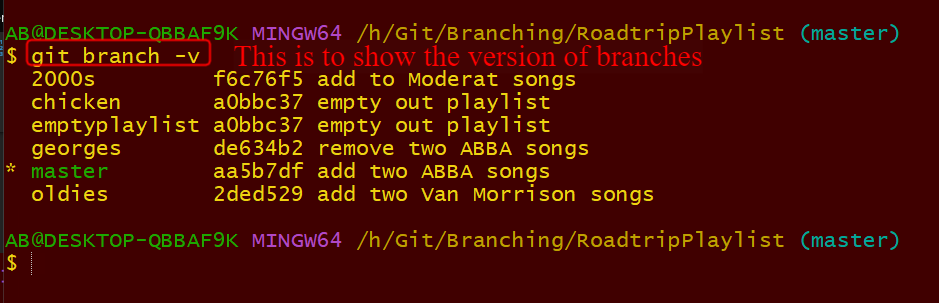 AB@DESKTOP-QBBAF9K MINGW64 /h/Git/Branching/RoadtripPlaylist (master)
$ git branch -v This is to show the version of branches
2000s f6c76f5 add to Moderat songs
chicken a0bbc37 empty out playlist
emptyplaylist a0bbc37 empty out playlist
georges de634b2 remove two ABBA songs
* master aa5b7df add two ABBA songs
oldies 2ded529 add two Van Morrison songs
AB@DESKTOP-QBBAF9K MINGW64 /h/Git/Branching/RoadtripPlaylist (master)
$